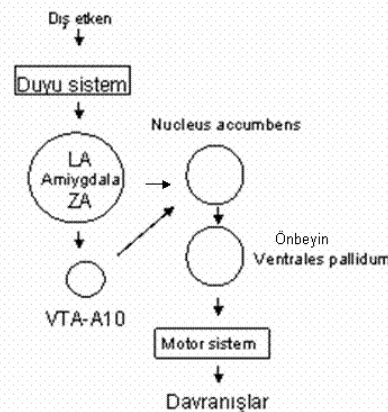 Dış etken
Duyu sistem
Nucleus accumbens
LA
Amiygdala
ZA
Önbeyin
Ventrales pallidum
VTA-A10
Motor sistem
Davranışlar